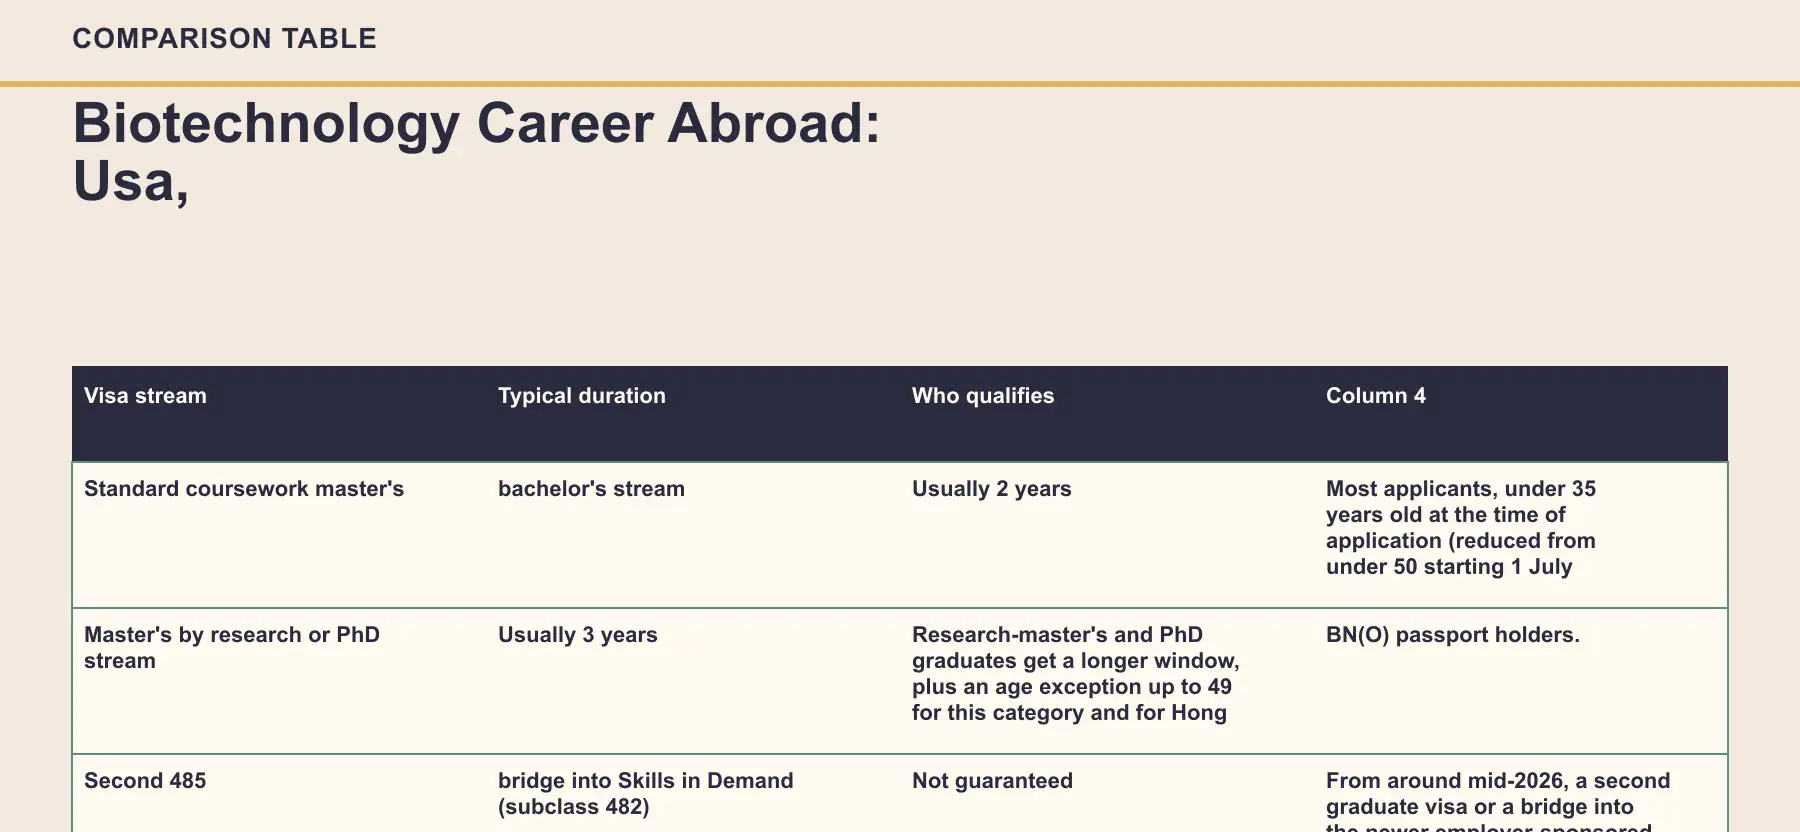 COMPARISON TABLE
Biotechnology Career Abroad:
Usa,
Visa stream
Typical duration
Who qualifies
Column 4
Standard coursework master's
bachelor's stream
Usually 2 years
Most applicants, under 35
years old at the time of
application (reduced from
under 50 starting 1 July
Master's by research or PhD
stream
Usually 3 years
Research-master's and PhD
graduates get a longer window,
plus an age exception up to 49
for this category and for Hong
BN(O) passport holders.
Second 485
bridge into Skills in Demand
(subclass 482)
Not guaranteed
From around mid-2026, a second
graduate visa or a bridge into
the newer employer-sponsored